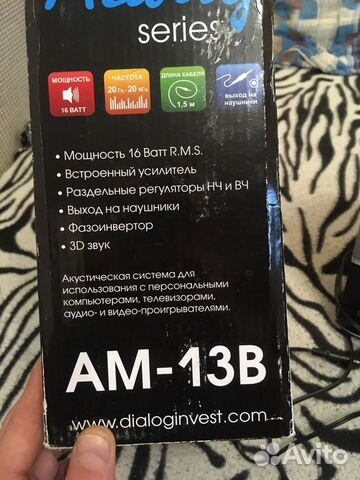 series
МОЩНОСТЬ
16 ВАТТ
ЧАСТОТА
20 Гц - 20 кГц
ДЛИНА КАБЕЛЯ
1,5 м
ВЫХОД на наушники
• Мощность 16 Ватт R.M.S.
• Встроенный усилитель
• Раздельные регуляторы НЧ и ВЧ
• Выход на наушники
• Фазоинвертор
• 3D звук
Акустическая система для
использования с персональными
компьютерами, телевизорами,
аудио- и видео-проигрывателями.
AM-13B
www.dialoginvest.com
Avito